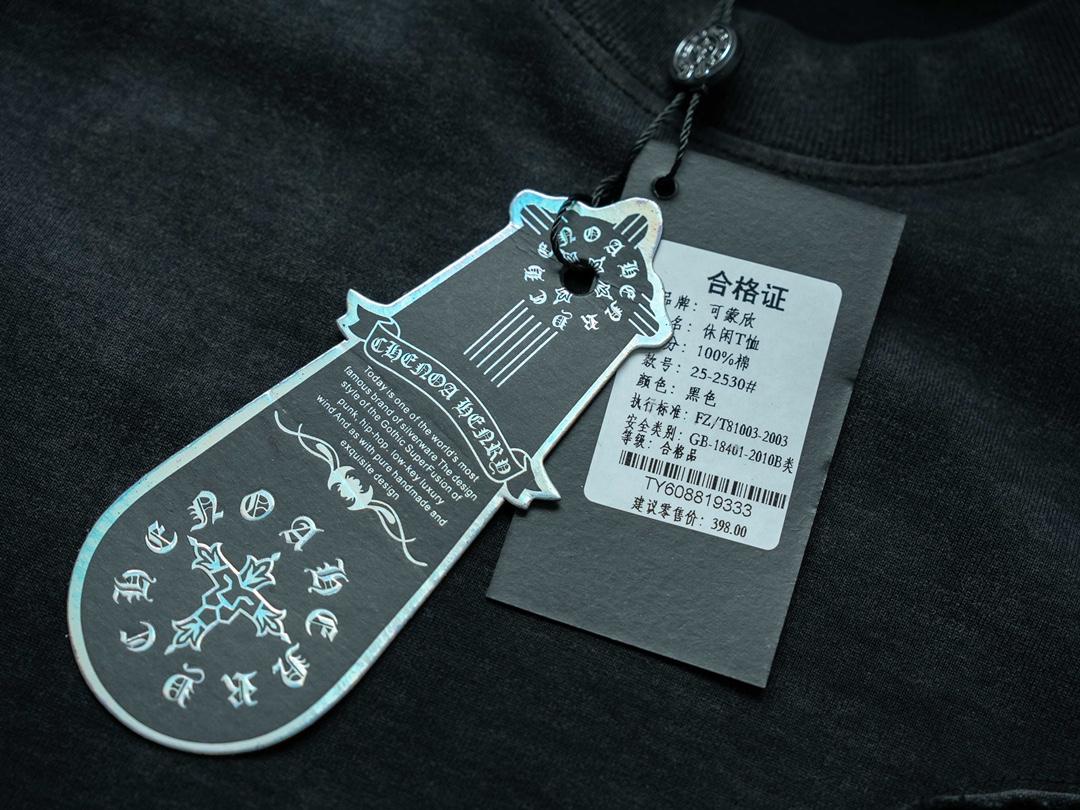 CHENOA HENRY
CHENOA HENRY
Today is one of the world's most
famous brand of silverware.The design
style of the Gothic SuperFusion of
punk, hip-hop, low-key luxury
wind.And as with pure handmade and
exquisite design
CHENOA HENRY
合格证
品牌：可蒙欣
名：休闲T恤
分：100%棉
款号：25-2530#
颜色：黑色
执行标准：FZ/T81003-2003
安全类别：GB-18401-2010B类
等级：合格品
TY608819333
建议零售价：398.00